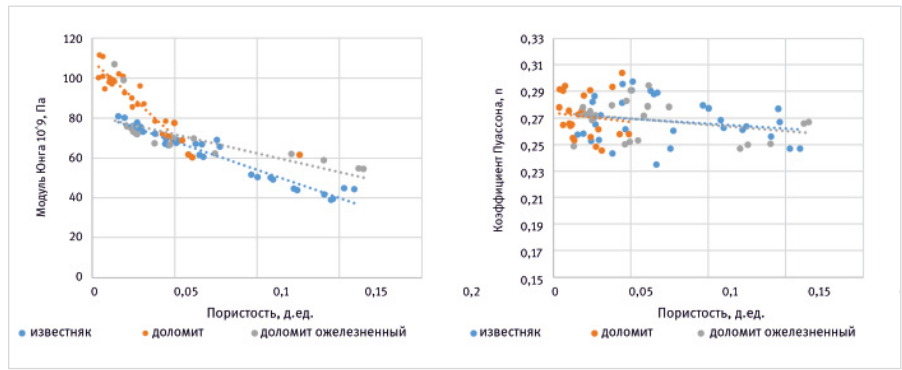 Модуль Юнга 10^9, Па
120
100
80
60
40
20
0
0 0,05 0,1 0,15 0,2
Пористость, д.ед.
известняк доломит доломит ожелезненный
Коэффициент Пуассона, n
0,33
0,31
0,29
0,27
0,25
0,23
0,21
0,19
0,17
0,15
0 0,05 0,1 0,15
Пористость, д.ед.
известняк доломит доломит ожелезненный